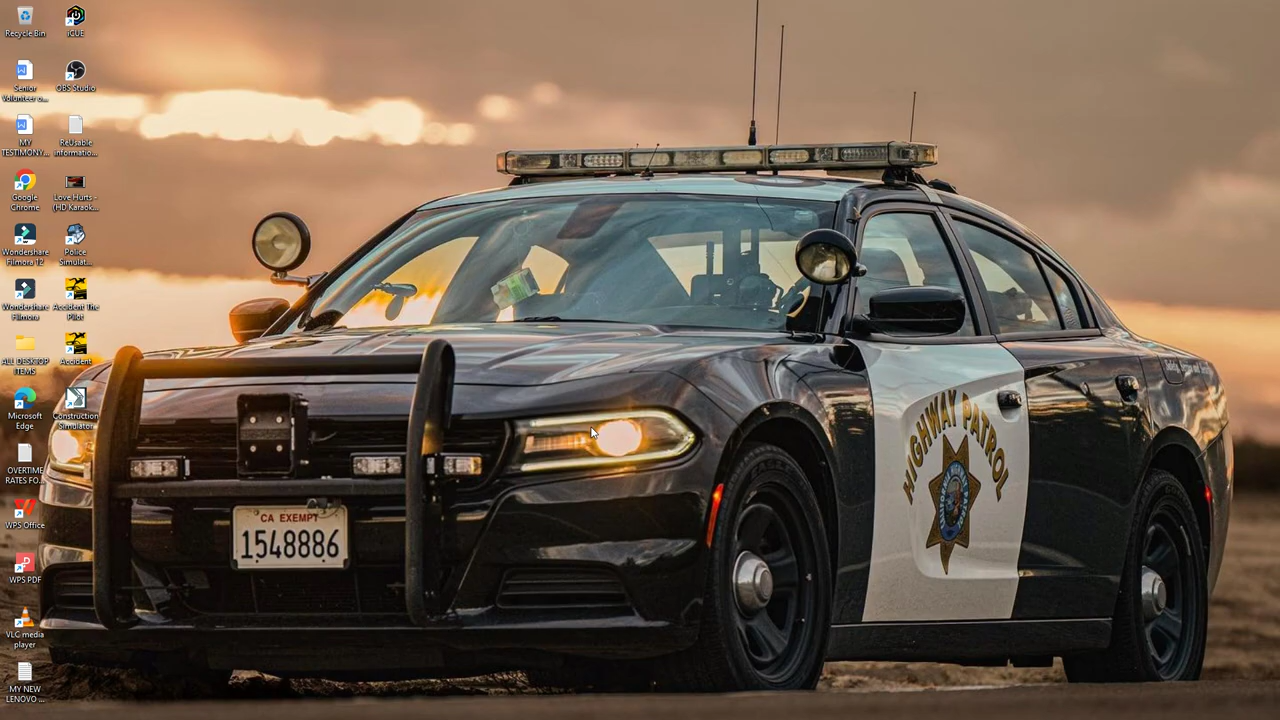 Recycle Bin
iCUE
Senior
Volunteer o...
OBS Studio
MY
TESTIMONY...
ReUsable
informatio...
Google
Chrome
Love Hurts -
(HD Karaok...
Wondershare
Filmora 12
Police
Simulat...
Wondershare
Filmora
Accident The
Pilot
ALL DESKTOP
ITEMS
Accident
Microsoft
Edge
Construction
Simulator
OVERTIME
RATES FO...
WPS Office
WPS PDF
VLC media
player
MY NEW
LENOVO ...
CA EXEMPT
1548886
HIGHWAY PATROL